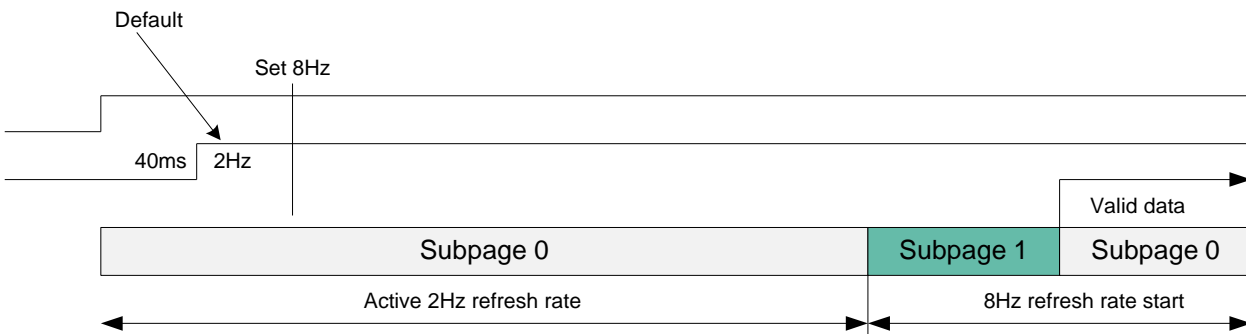 Default
Set 8Hz
40ms
2Hz
Valid data
Subpage 0
Subpage 1
Subpage 0
Active 2Hz refresh rate
8Hz refresh rate start